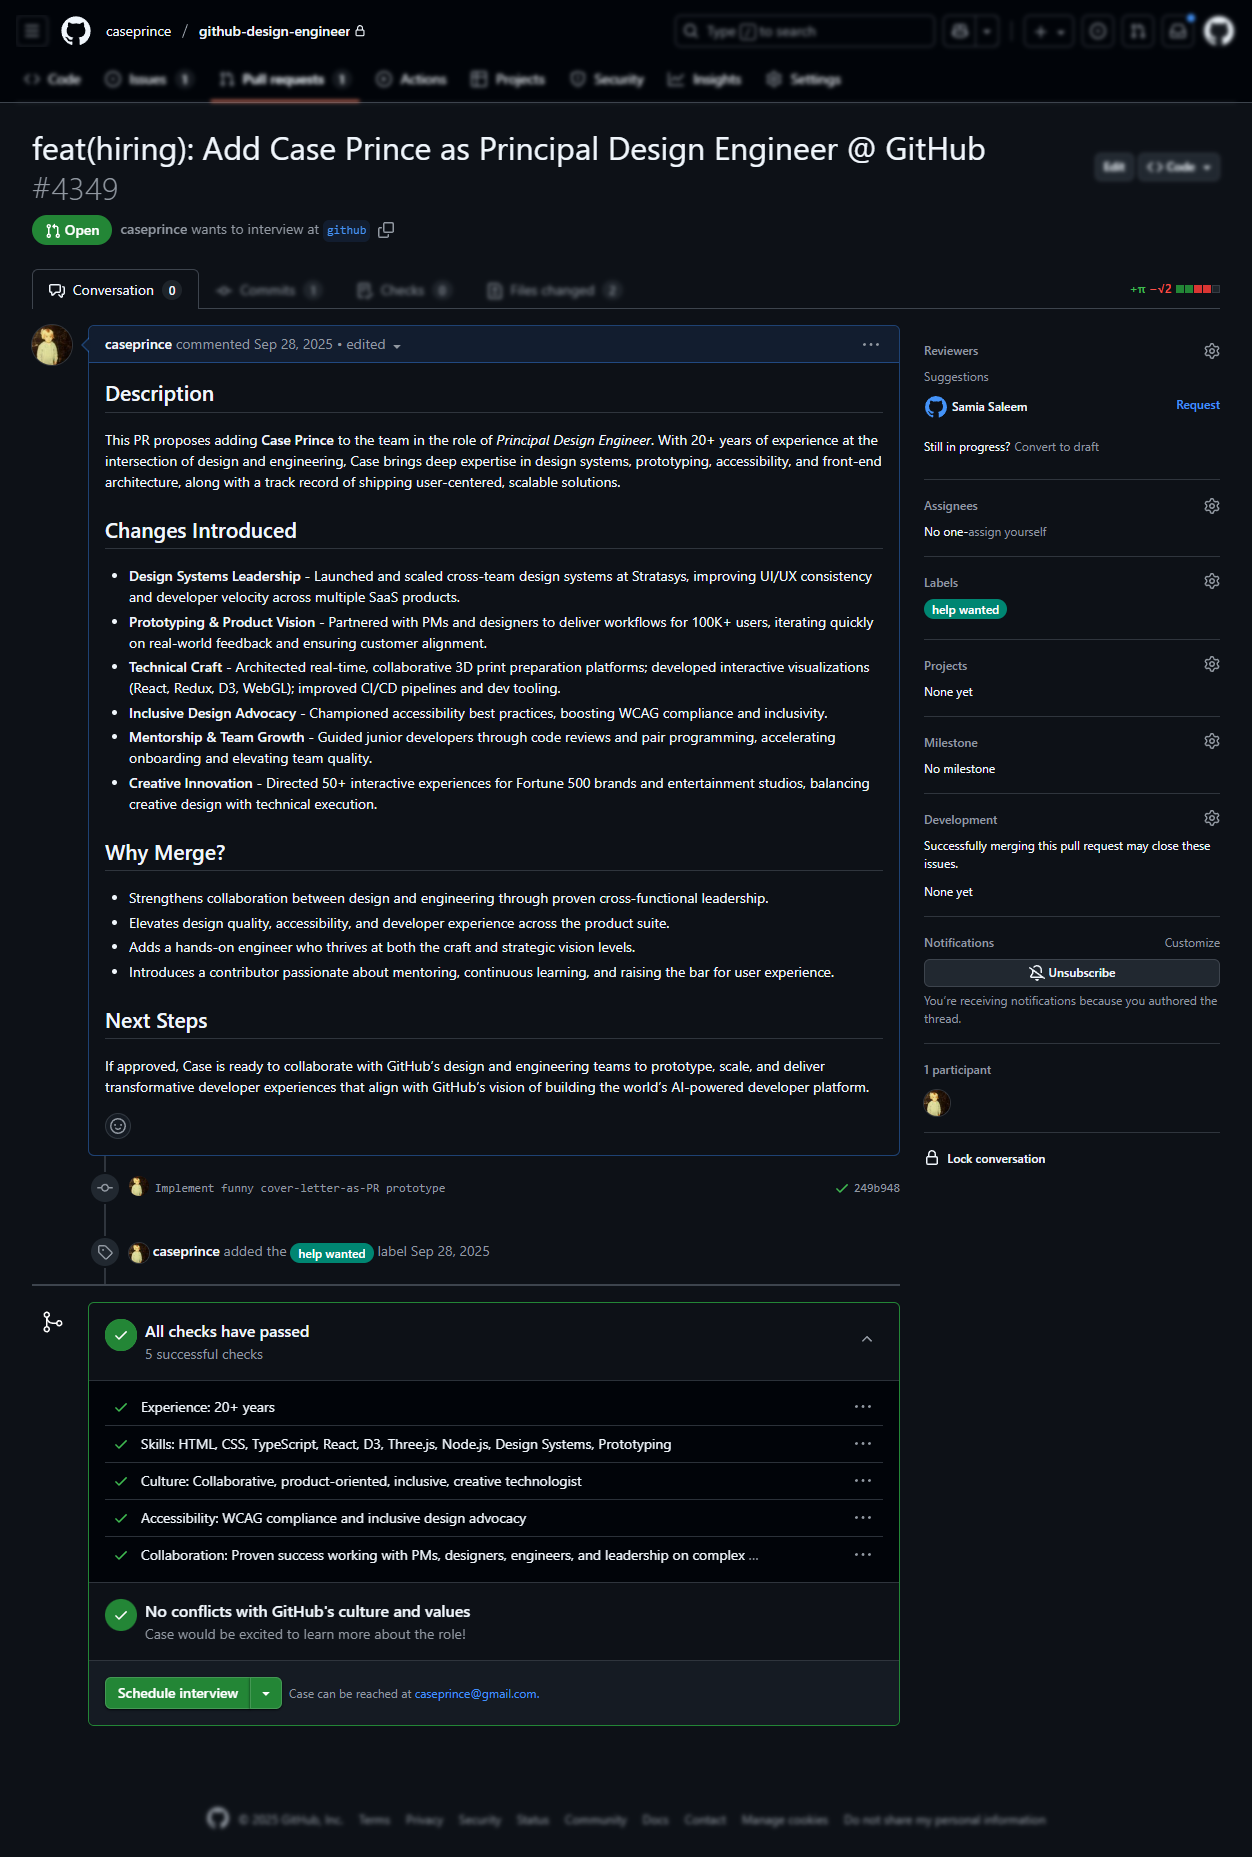 caseprince / github-design-engineer
Type / to search
Code Issues 1 Pull requests 1 Actions Projects Security Insights Settings
feat(hiring): Add Case Prince as Principal Design Engineer @ GitHub
#4349
Edit Code
Open caseprince wants to interview at github
Conversation 0 Commits 1 Checks 0 Files changed 2
+π −√2
caseprince commented Sep 28, 2025 • edited
Description
This PR proposes adding Case Prince to the team in the role of Principal Design Engineer. With 20+ years of experience at the
intersection of design and engineering, Case brings deep expertise in design systems, prototyping, accessibility, and front-end
architecture, along with a track record of shipping user-centered, scalable solutions.
Changes Introduced
• Design Systems Leadership - Launched and scaled cross-team design systems at Stratasys, improving UI/UX consistency
and developer velocity across multiple SaaS products.
• Prototyping & Product Vision - Partnered with PMs and designers to deliver workflows for 100K+ users, iterating quickly
on real-world feedback and ensuring customer alignment.
• Technical Craft - Architected real-time, collaborative 3D print preparation platforms; developed interactive visualizations
(React, Redux, D3, WebGL); improved CI/CD pipelines and dev tooling.
• Inclusive Design Advocacy - Championed accessibility best practices, boosting WCAG compliance and inclusivity.
• Mentorship & Team Growth - Guided junior developers through code reviews and pair programming, accelerating
onboarding and elevating team quality.
• Creative Innovation - Directed 50+ interactive experiences for Fortune 500 brands and entertainment studios, balancing
creative design with technical execution.
Why Merge?
• Strengthens collaboration between design and engineering through proven cross-functional leadership.
• Elevates design quality, accessibility, and developer experience across the product suite.
• Adds a hands-on engineer who thrives at both the craft and strategic vision levels.
• Introduces a contributor passionate about mentoring, continuous learning, and raising the bar for user experience.
Next Steps
If approved, Case is ready to collaborate with GitHub’s design and engineering teams to prototype, scale, and deliver
transformative developer experiences that align with GitHub’s vision of building the world’s AI-powered developer platform.
Implement funny cover-letter-as-PR prototype
249b948
caseprince added the help wanted label Sep 28, 2025
All checks have passed
5 successful checks
Experience: 20+ years
Skills: HTML, CSS, TypeScript, React, D3, Three.js, Node.js, Design Systems, Prototyping
Culture: Collaborative, product-oriented, inclusive, creative technologist
Accessibility: WCAG compliance and inclusive design advocacy
Collaboration: Proven success working with PMs, designers, engineers, and leadership on complex ...
No conflicts with GitHub's culture and values
Case would be excited to learn more about the role!
Schedule interview
Case can be reached at caseprince@gmail.com.
Reviewers
Suggestions
Samia Saleem Request
Still in progress? Convert to draft
Assignees
No one-assign yourself
Labels
help wanted
Projects
None yet
Milestone
No milestone
Development
Successfully merging this pull request may close these
issues.
None yet
Notifications Customize
Unsubscribe
You’re receiving notifications because you authored the
thread.
1 participant
Lock conversation
© 2025 GitHub, Inc. Terms Privacy Security Status Community Docs Contact Manage cookies Do not share my personal information